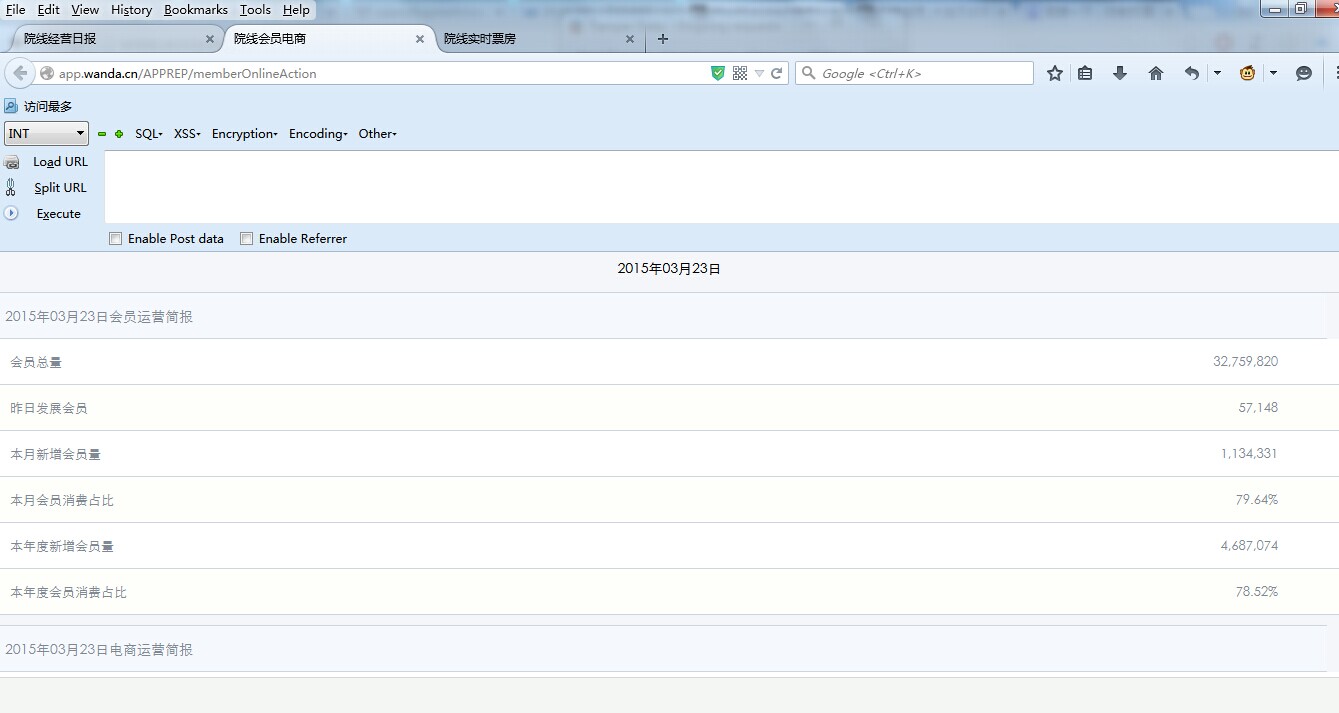 File Edit View History Bookmarks Tools Help
院线经营日报 院线会员电商 院线实时票房
app.wanda.cn/APPREP/memberOnlineAction Google <Ctrl+K>
访问最多
INT SQL XSS Encryption Encoding Other
Load URL
Split URL
Execute
Enable Post data Enable Referrer
2015年03月23日
2015年03月23日会员运营简报
会员总量 32,759,820
昨日发展会员 57,148
本月新增会员量 1,134,331
本月会员消费占比 79.64%
本年度新增会员量 4,687,074
本年度会员消费占比 78.52%
2015年03月23日电商运营简报